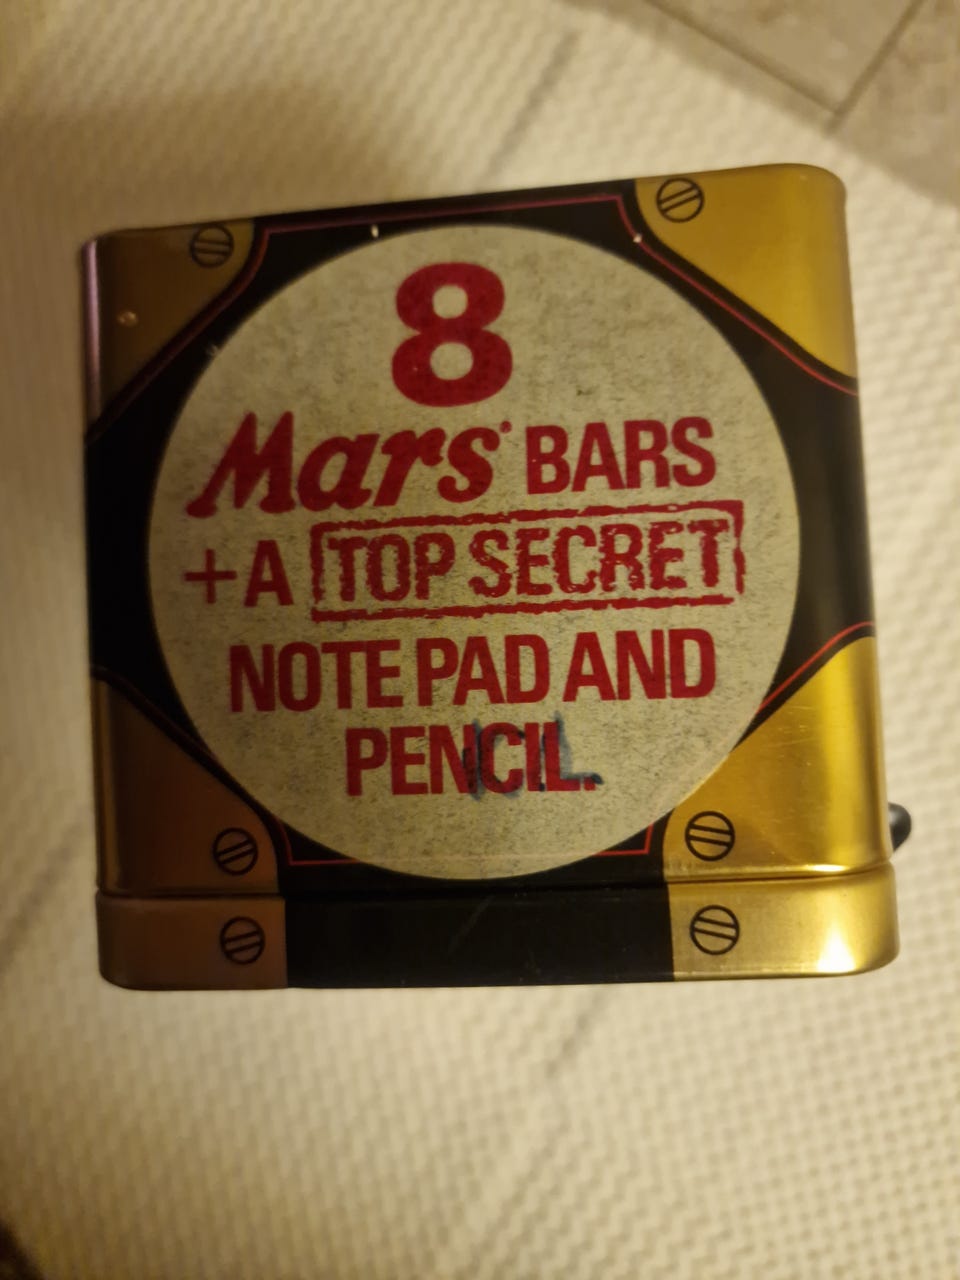 8
Mars® BARS
+A TOP SECRET
NOTE PAD AND
PENCIL.